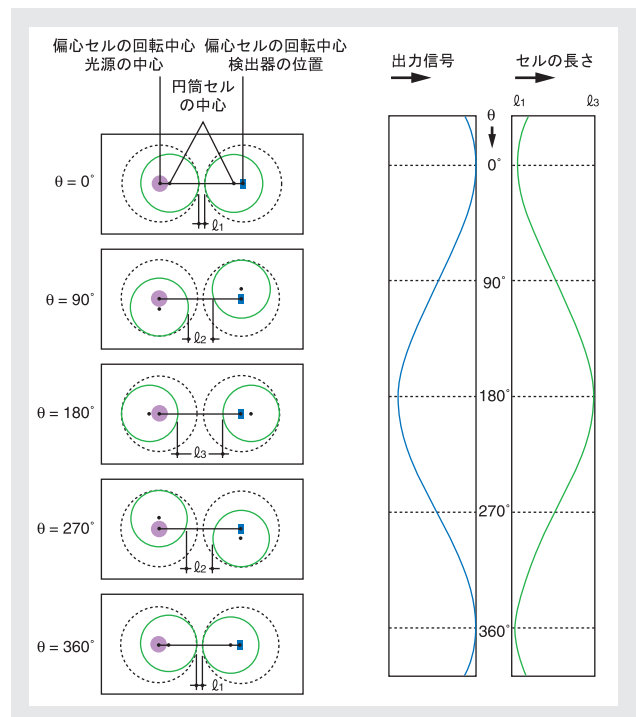 偏心セルの回転中心
光源の中心
偏心セルの回転中心
検出器の位置
円筒セル
の中心
θ = 0°
ℓ1
θ = 90°
ℓ2
θ = 180°
ℓ3
θ = 270°
ℓ2
θ = 360°
ℓ1
出力信号
セルの長さ
θ
ℓ1
ℓ3
0°
90°
180°
270°
360°